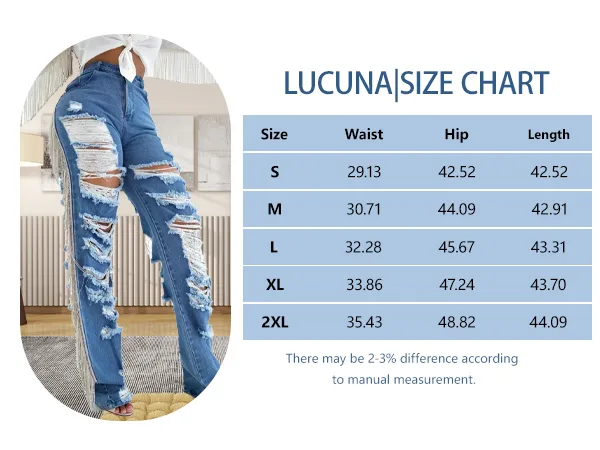 LUCUNA|SIZE CHART
Size Waist Hip Length
S 29.13 42.52 42.52
M 30.71 44.09 42.91
L 32.28 45.67 43.31
XL 33.86 47.24 43.70
2XL 35.43 48.82 44.09
There may be 2-3% difference according
to manual measurement.